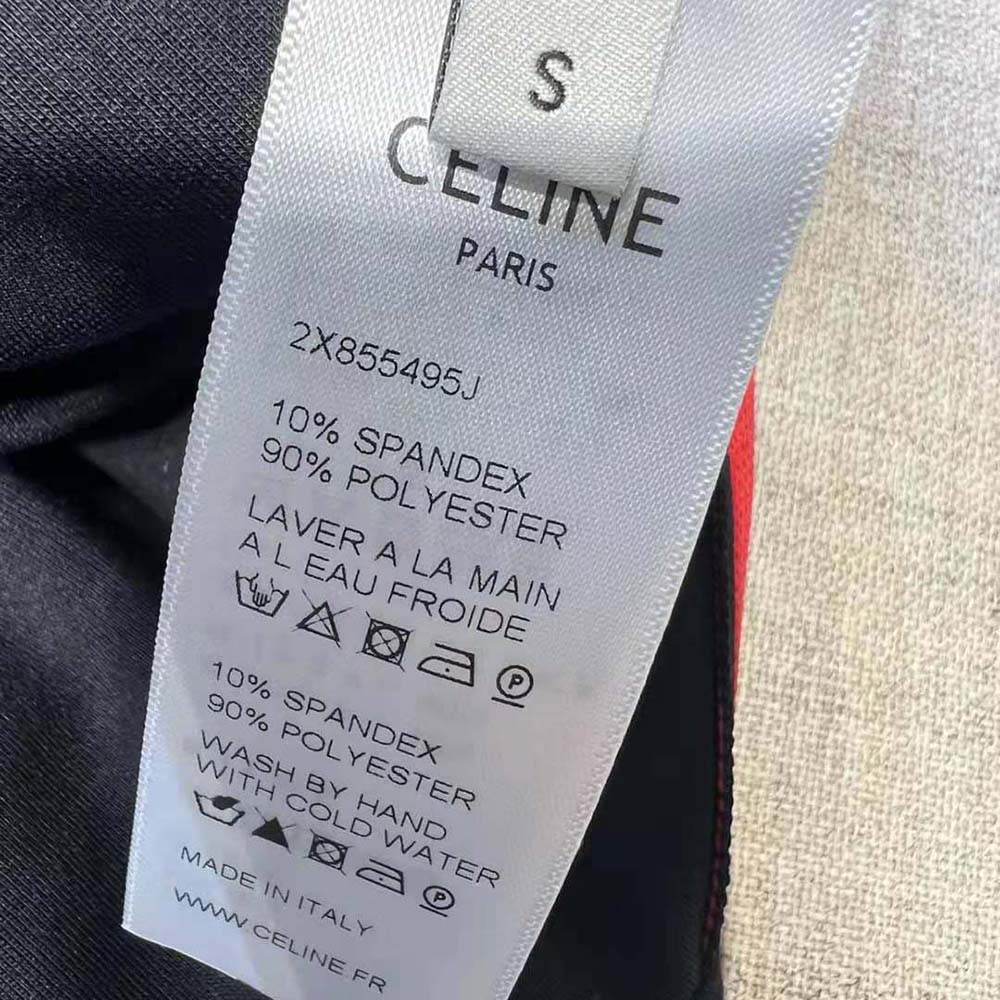 S
CELINE
PARIS
2X855495J
10% SPANDEX
90% POLYESTER
LAVER A LA MAIN
A L EAU FROIDE
P
10% SPANDEX
90% POLYESTER
WASH BY HAND
WITH COLD WATER
P
MADE IN ITALY
WWW.CELINE.FR